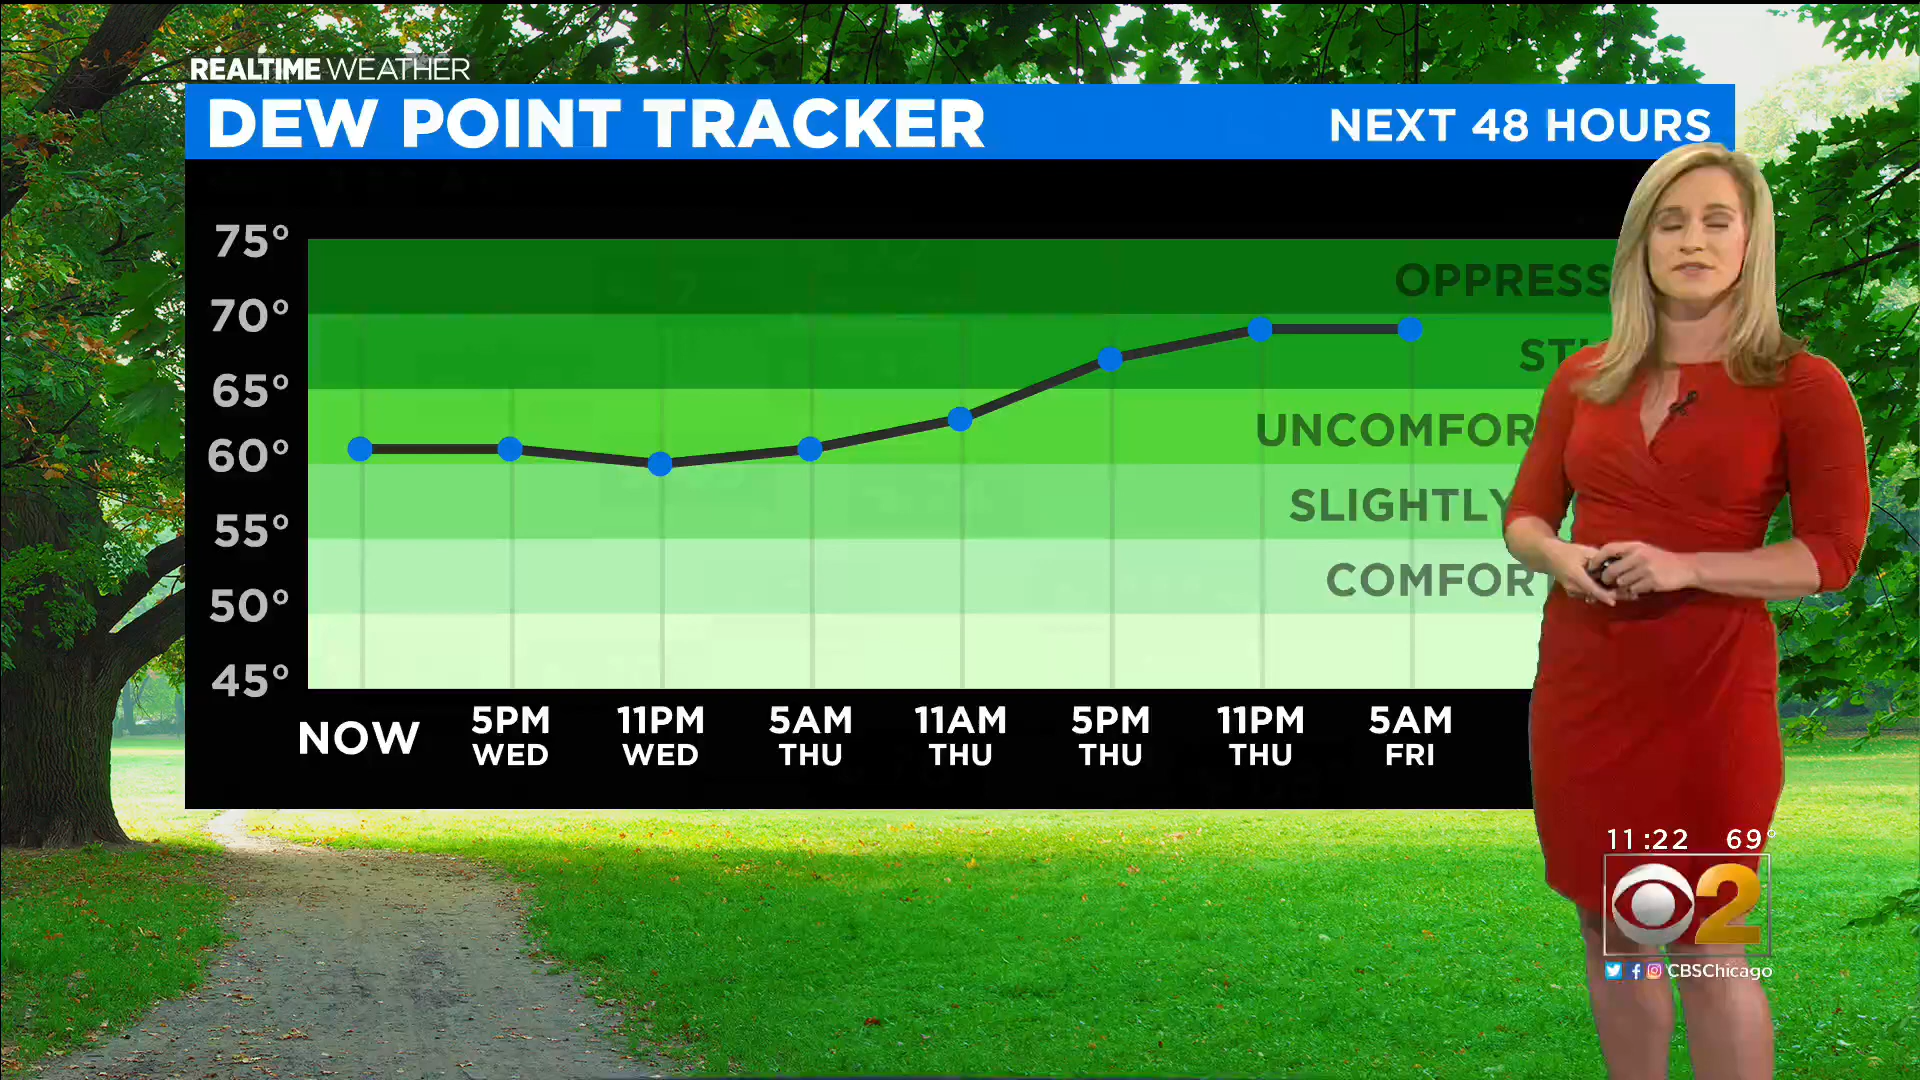 REALTIME WEATHER
DEW POINT TRACKER
NEXT 48 HOURS
75°
70°
65°
60°
55°
50°
45°
OPPRESS
UNCOMFOR
SLIGHTLY
COMFORT
NOW
5PM
WED
11PM
WED
5AM
THU
11AM
THU
5PM
THU
11PM
THU
5AM
FRI
11:22 69°
2
CBSChicago